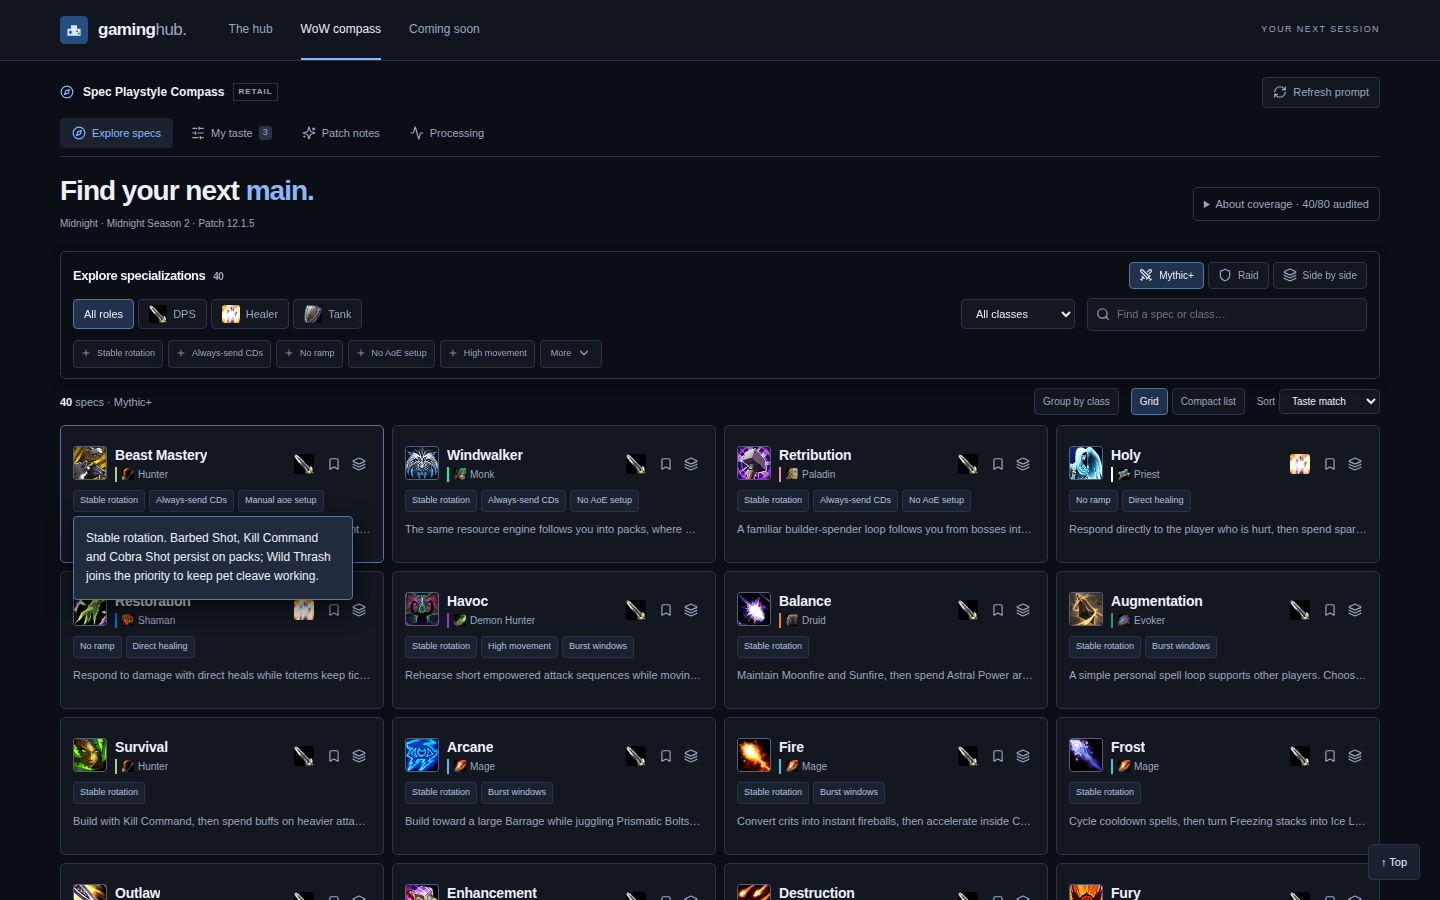 gaminghub.
The hub
WoW compass
Coming soon
YOUR NEXT SESSION
Spec Playstyle Compass
RETAIL
Refresh prompt
Explore specs
My taste 3
Patch notes
Processing
Find your next main.
Midnight · Midnight Season 2 · Patch 12.1.5
About coverage · 40/80 audited
Explore specializations 40
Mythic+
Raid
Side by side
All roles
DPS
Healer
Tank
All classes
Find a spec or class…
Stable rotation
Always-send CDs
No ramp
No AoE setup
High movement
More
40 specs · Mythic+
Group by class
Grid
Compact list
Sort
Taste match
Beast Mastery
Hunter
Stable rotation
Always-send CDs
Manual aoe setup
nt…
Stable rotation. Barbed Shot, Kill Command
and Cobra Shot persist on packs; Wild Thrash
joins the priority to keep pet cleave working.
Windwalker
Monk
Stable rotation
Always-send CDs
No AoE setup
The same resource engine follows you into packs, where …
Retribution
Paladin
Stable rotation
Always-send CDs
No AoE setup
A familiar builder-spender loop follows you from bosses int…
Holy
Priest
No ramp
Direct healing
Respond directly to the player who is hurt, then spend spar…
Restoration
Shaman
No ramp
Direct healing
Respond to damage with direct heals while totems keep tic…
Havoc
Demon Hunter
Stable rotation
High movement
Burst windows
Rehearse short empowered attack sequences while movin…
Balance
Druid
Stable rotation
Maintain Moonfire and Sunfire, then spend Astral Power ar…
Augmentation
Evoker
Stable rotation
Burst windows
A simple personal spell loop supports other players. Choos…
Survival
Hunter
Stable rotation
Build with Kill Command, then spend buffs on heavier atta…
Arcane
Mage
Stable rotation
Burst windows
Build toward a large Barrage while juggling Prismatic Bolts…
Fire
Mage
Stable rotation
Burst windows
Convert crits into instant fireballs, then accelerate inside C…
Frost
Mage
Stable rotation
Cycle cooldown spells, then turn Freezing stacks into Ice L…
↑ Top
Outlaw
Enhancement
Destruction
Fury